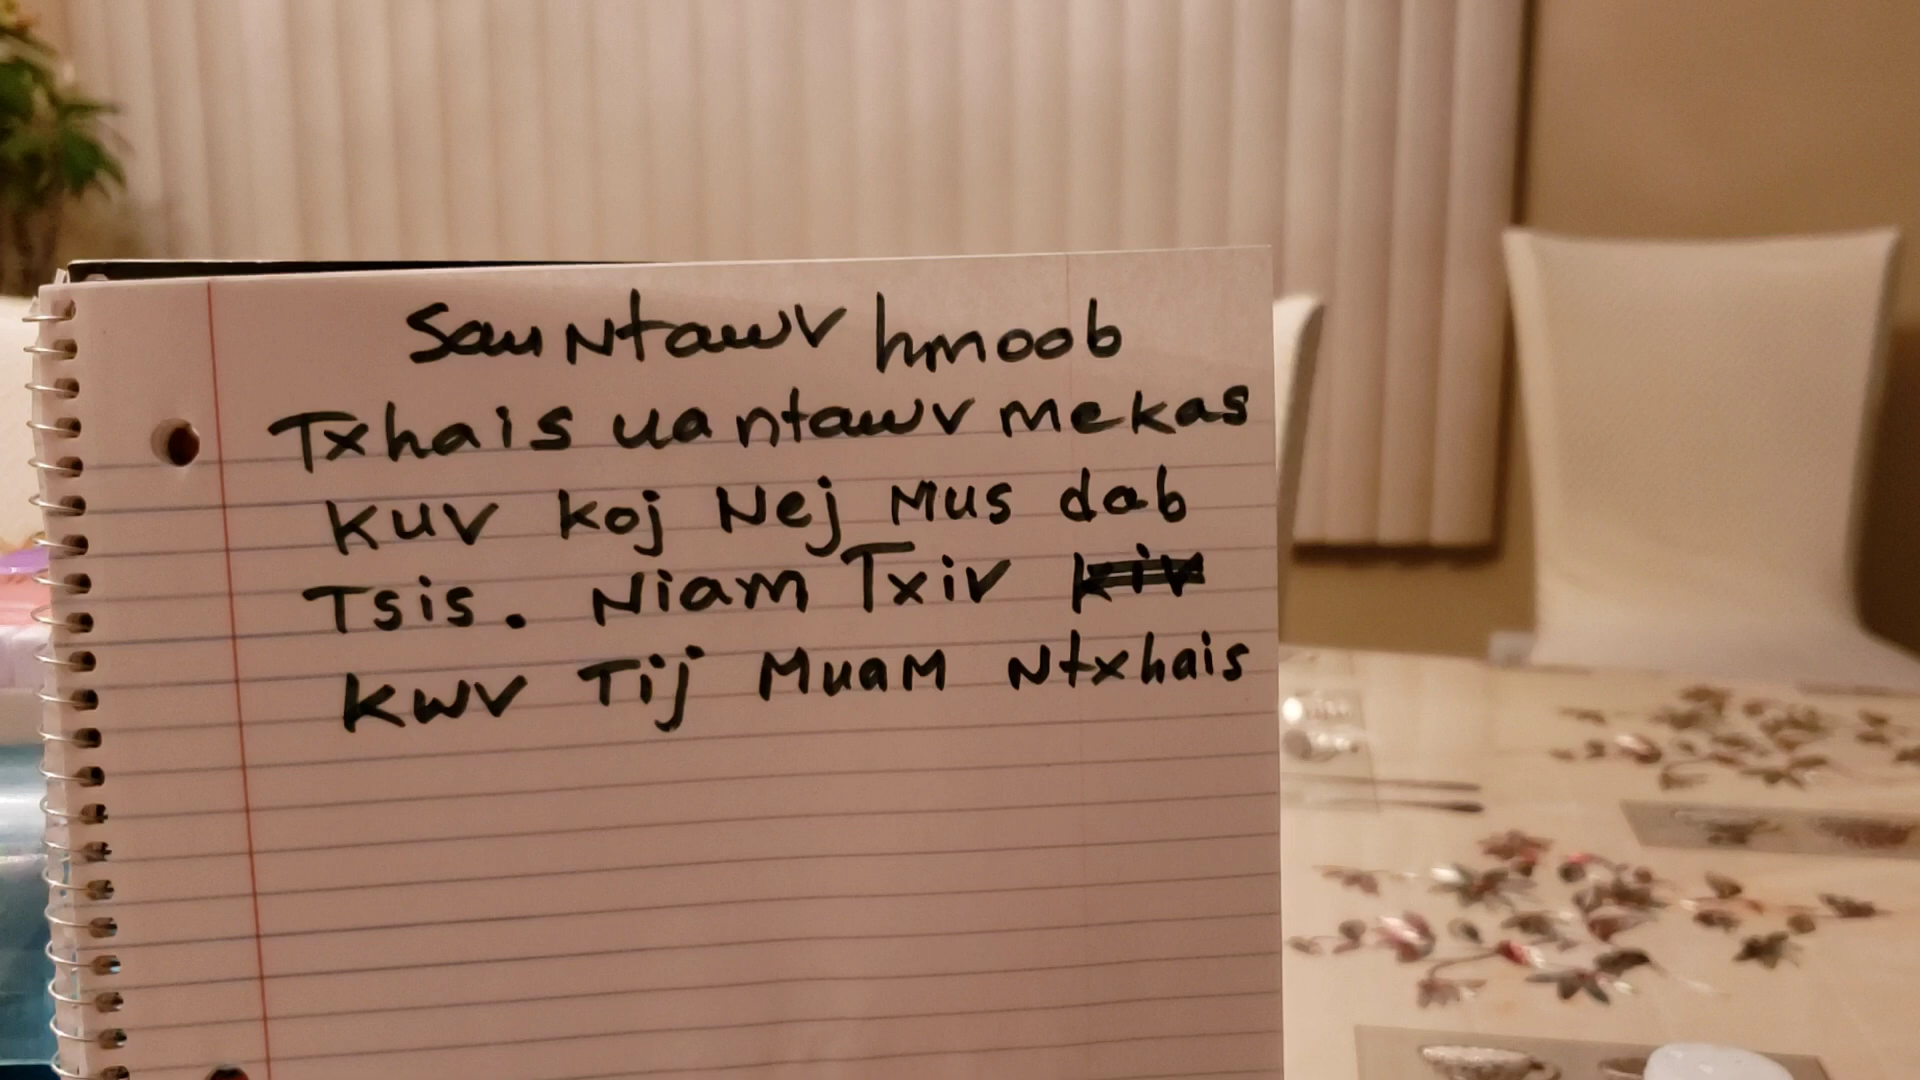 Sau Ntawv hmoob
Txhais ua ntawv mekas
Kuv koj Nej Mus dab
Tsis. Niam Txiv kiv
Kwv Tij Muam Ntxhais